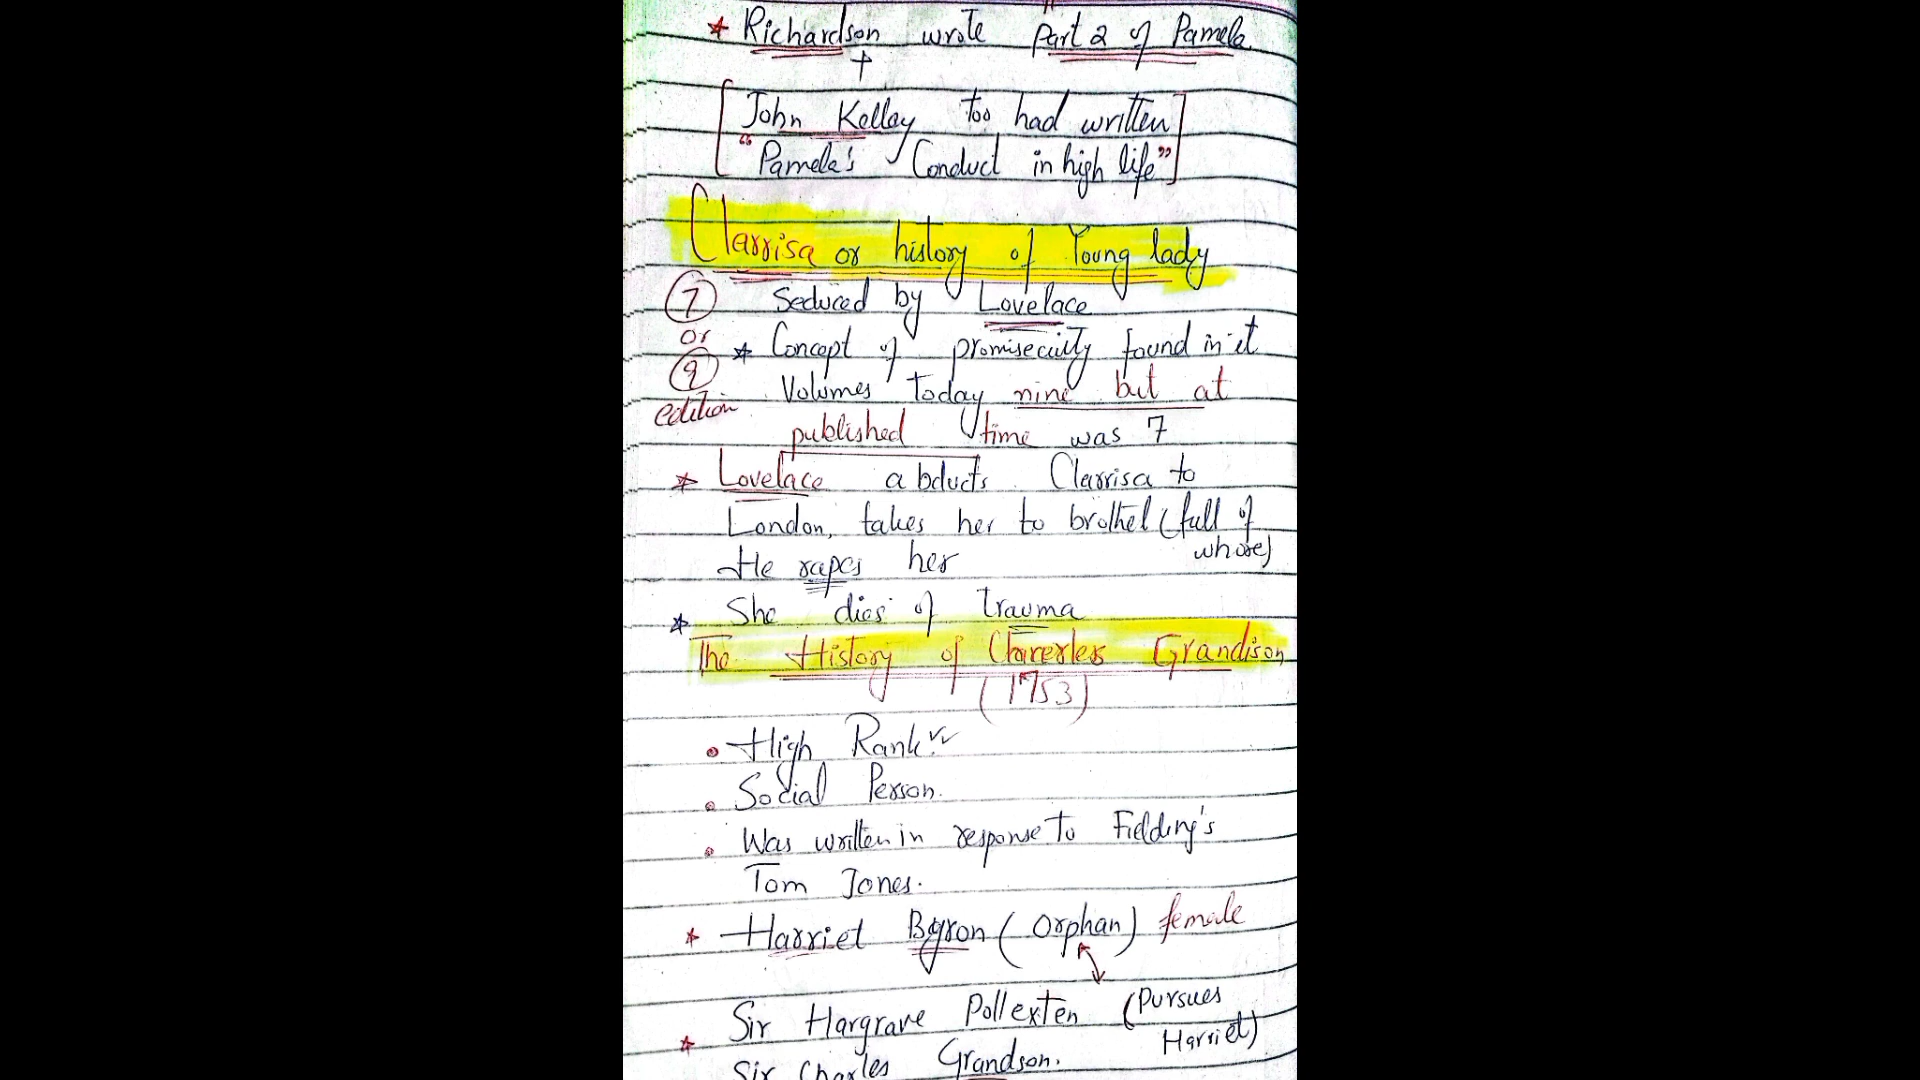 * Richardson wrote Part 2 of Pamela
+
[John Kelley too had written
"Pamela's Conduct in high life"]
Clarrisa or history of Young lady
7 Seduced by Lovelace
or * Concept of promisecuity found in it
9 Volumes today nine but at
edition published time was 7
* Lovelace abducts Clarrisa to
London, takes her to brothel (full of
whore)
He rapes her
* She dies of trauma
The History of Grandison
(1753)
• High Rank
• Social Person.
• Was written in response to Fielding's
Tom Jones.
* Harriet Byron (Orphan) female
Sir Hargrave Pollexten (Pursues
Harriet)
* Sir Charles Grandson.